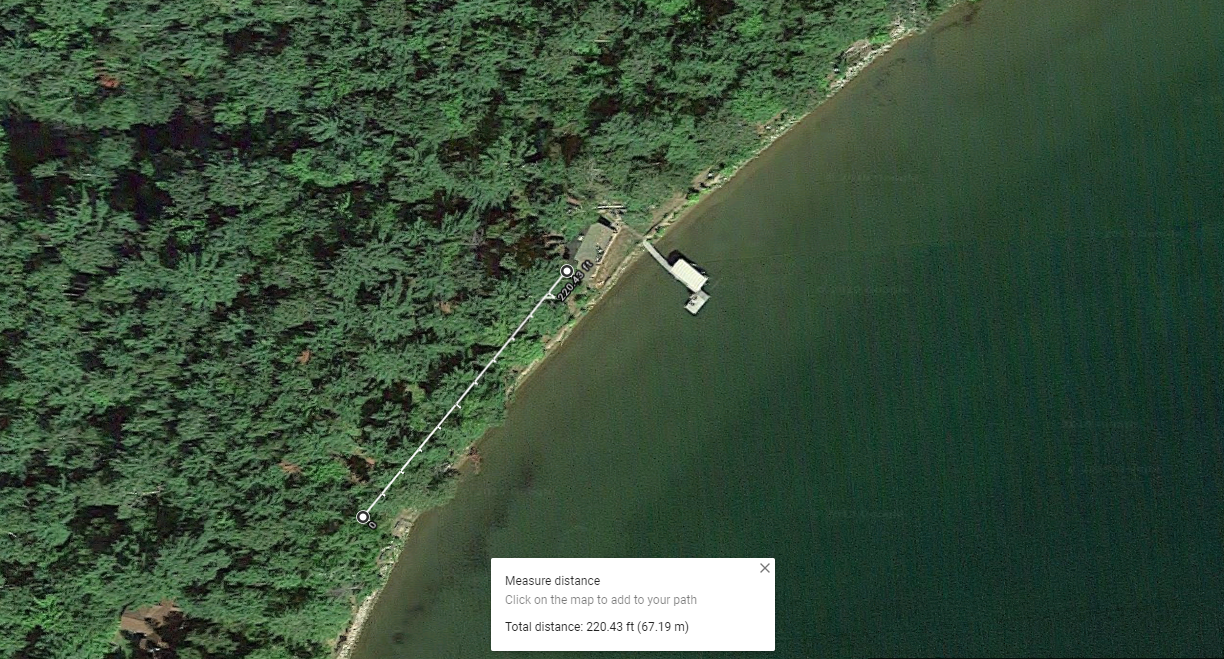 220.43 ft
0
Measure distance
Click on the map to add to your path
Total distance: 220.43 ft (67.19 m)